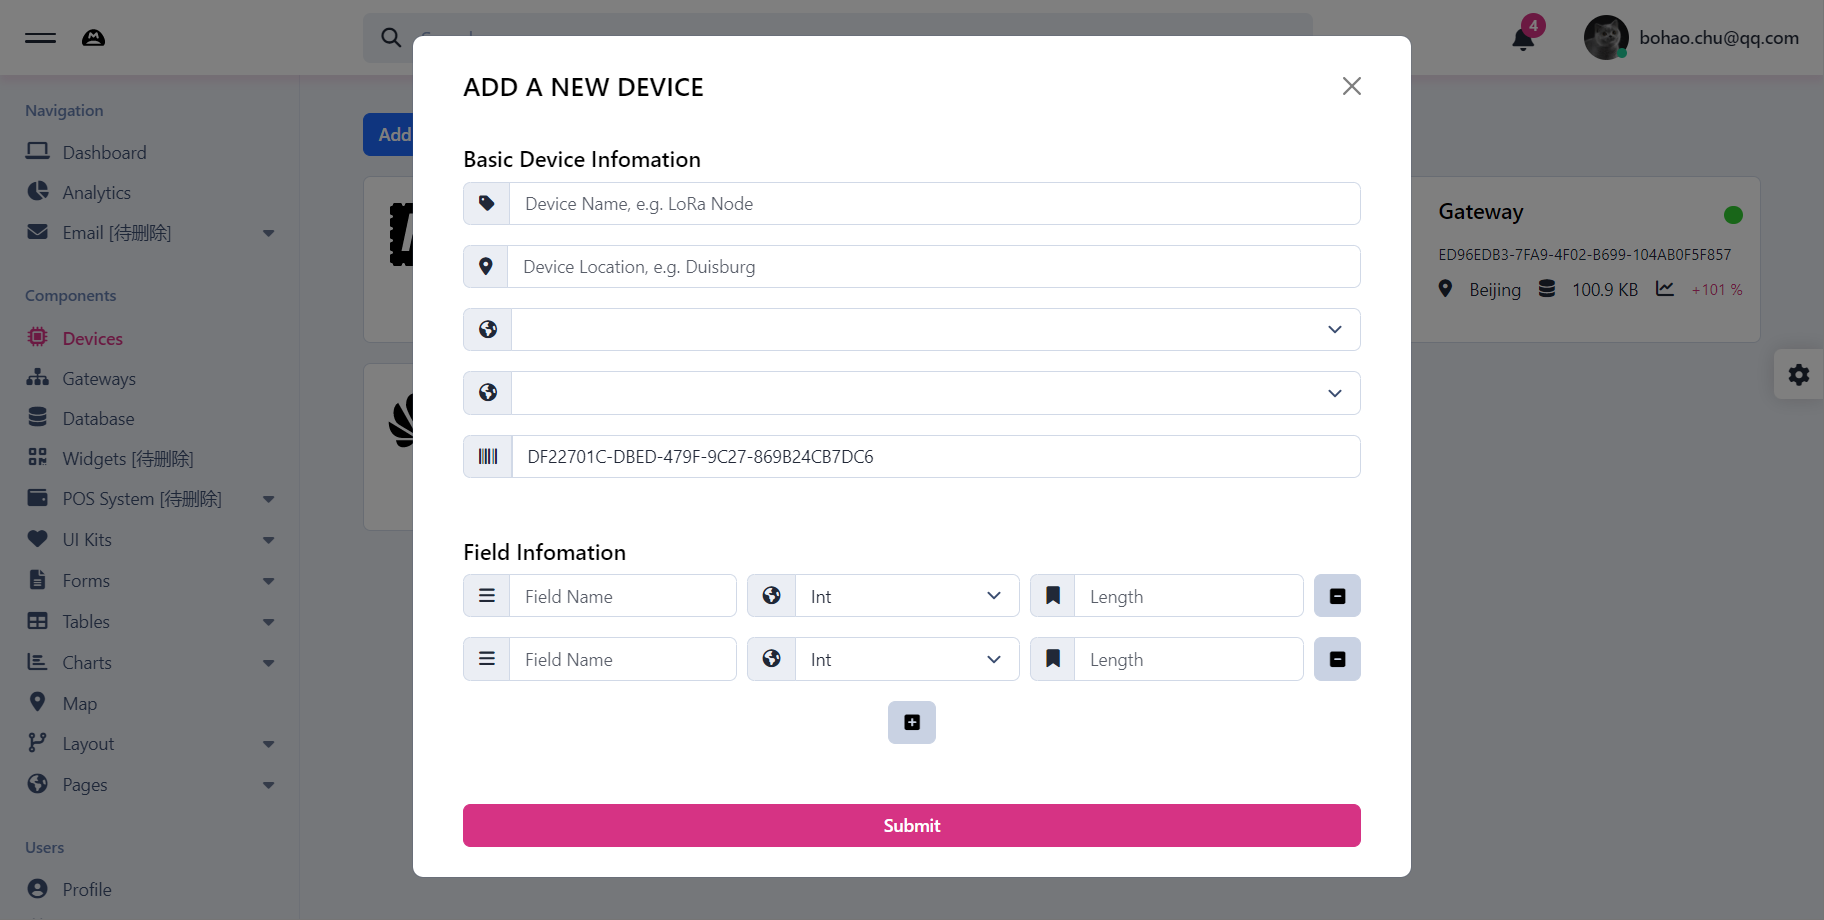 4
bohao.chu@qq.com
Navigation
Dashboard
Analytics
Email [待删除]
Components
Devices
Gateways
Database
Widgets [待删除]
POS System [待删除]
UI Kits
Forms
Tables
Charts
Map
Layout
Pages
Users
Profile
Add
ADD A NEW DEVICE
Basic Device Infomation
Device Name, e.g. LoRa Node
Device Location, e.g. Duisburg
DF22701C-DBED-479F-9C27-869B24CB7DC6
Field Infomation
Field Name Int Length
Field Name Int Length
Submit
Gateway
ED96EDB3-7FA9-4F02-B699-104AB0F5F857
Beijing 100.9 KB +101 %